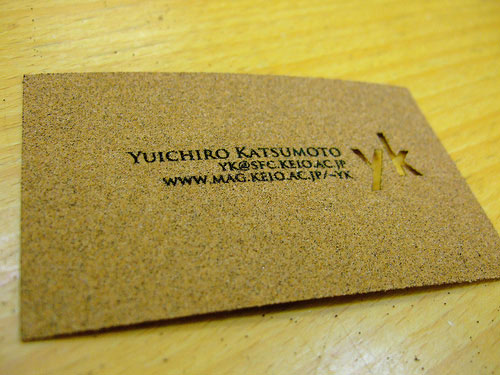 Yuichiro Katsumoto
yk@sfc.keio.ac.jp
www.mag.keio.ac.jp/~yk
yk